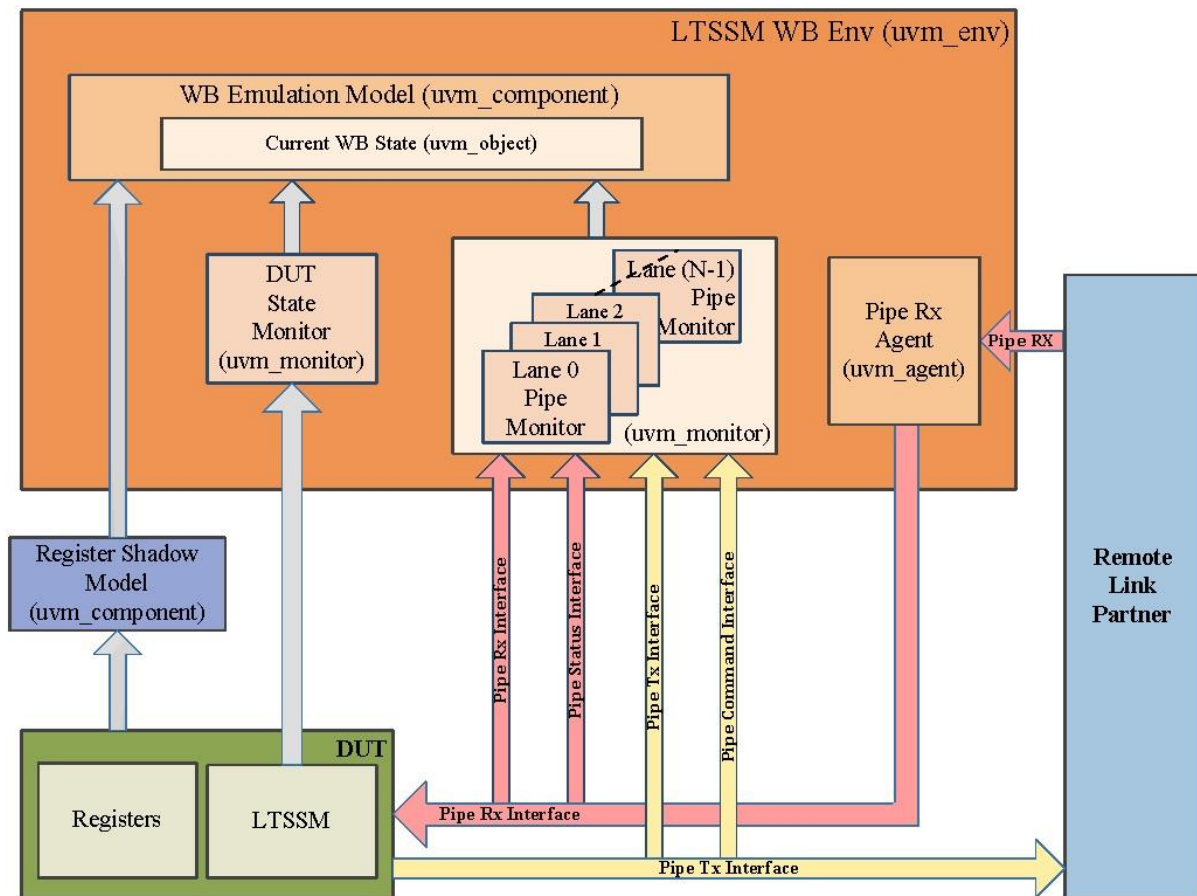 LTSSM WB Env (uvm_env)
WB Emulation Model (uvm_component)
Current WB State (uvm_object)
DUT
State
Monitor
(uvm_monitor)
Lane (N-1)
Pipe
Monitor
Lane 2
Lane 1
Lane 0
Pipe
Monitor
(uvm_monitor)
Pipe Rx
Agent
(uvm_agent)
Pipe RX
Register Shadow
Model
(uvm_component)
Pipe Rx Interface
Pipe Status Interface
Pipe Tx Interface
Pipe Command Interface
Remote
Link
Partner
DUT
Registers
LTSSM
Pipe Rx Interface
Pipe Tx Interface